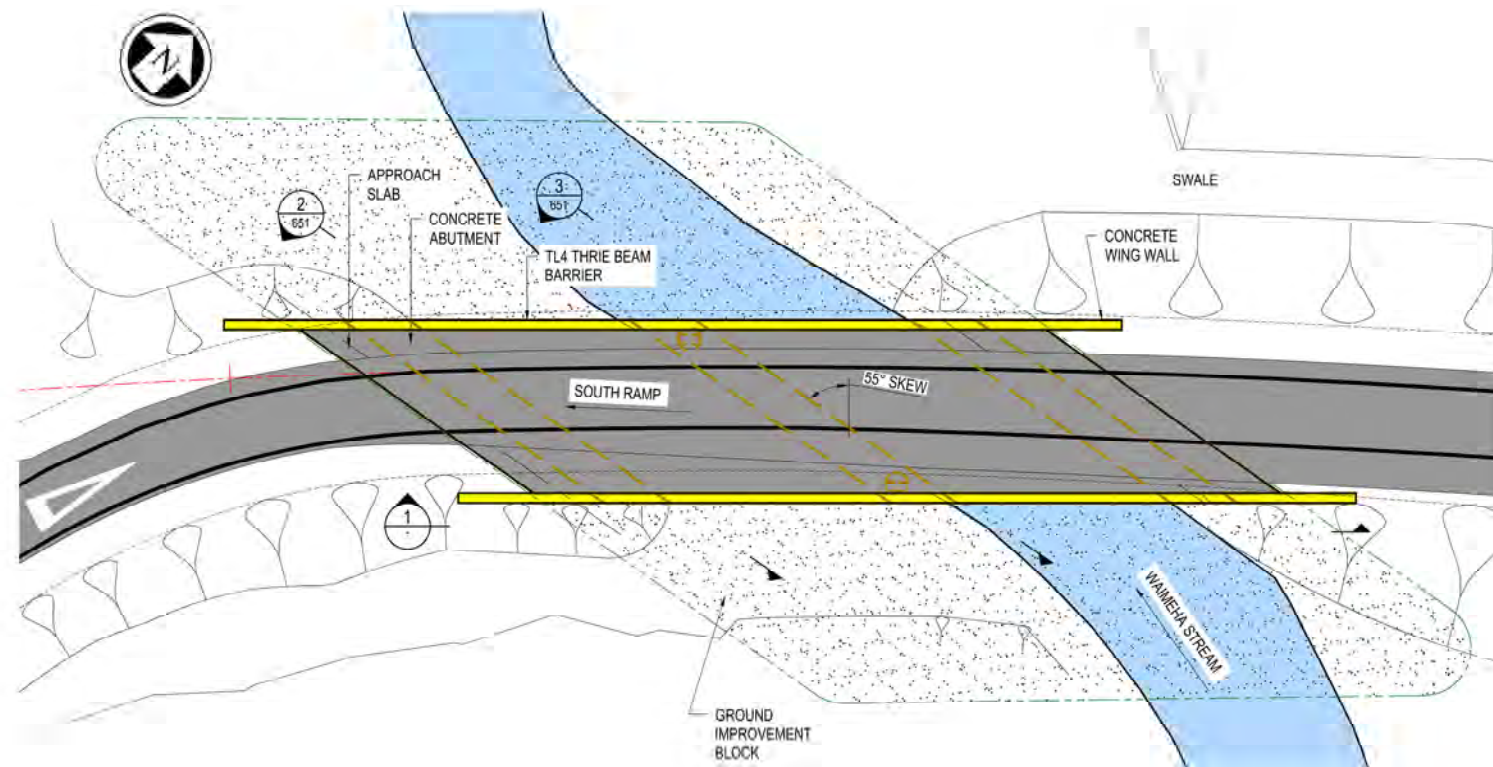 N
APPROACH
SLAB
2
651
3
651
CONCRETE
ABUTMENT
TL4 THRIE BEAM
BARRIER
SWALE
CONCRETE
WING WALL
SOUTH RAMP
55° SKEW
1
WAIMEHA STREAM
GROUND
IMPROVEMENT
BLOCK